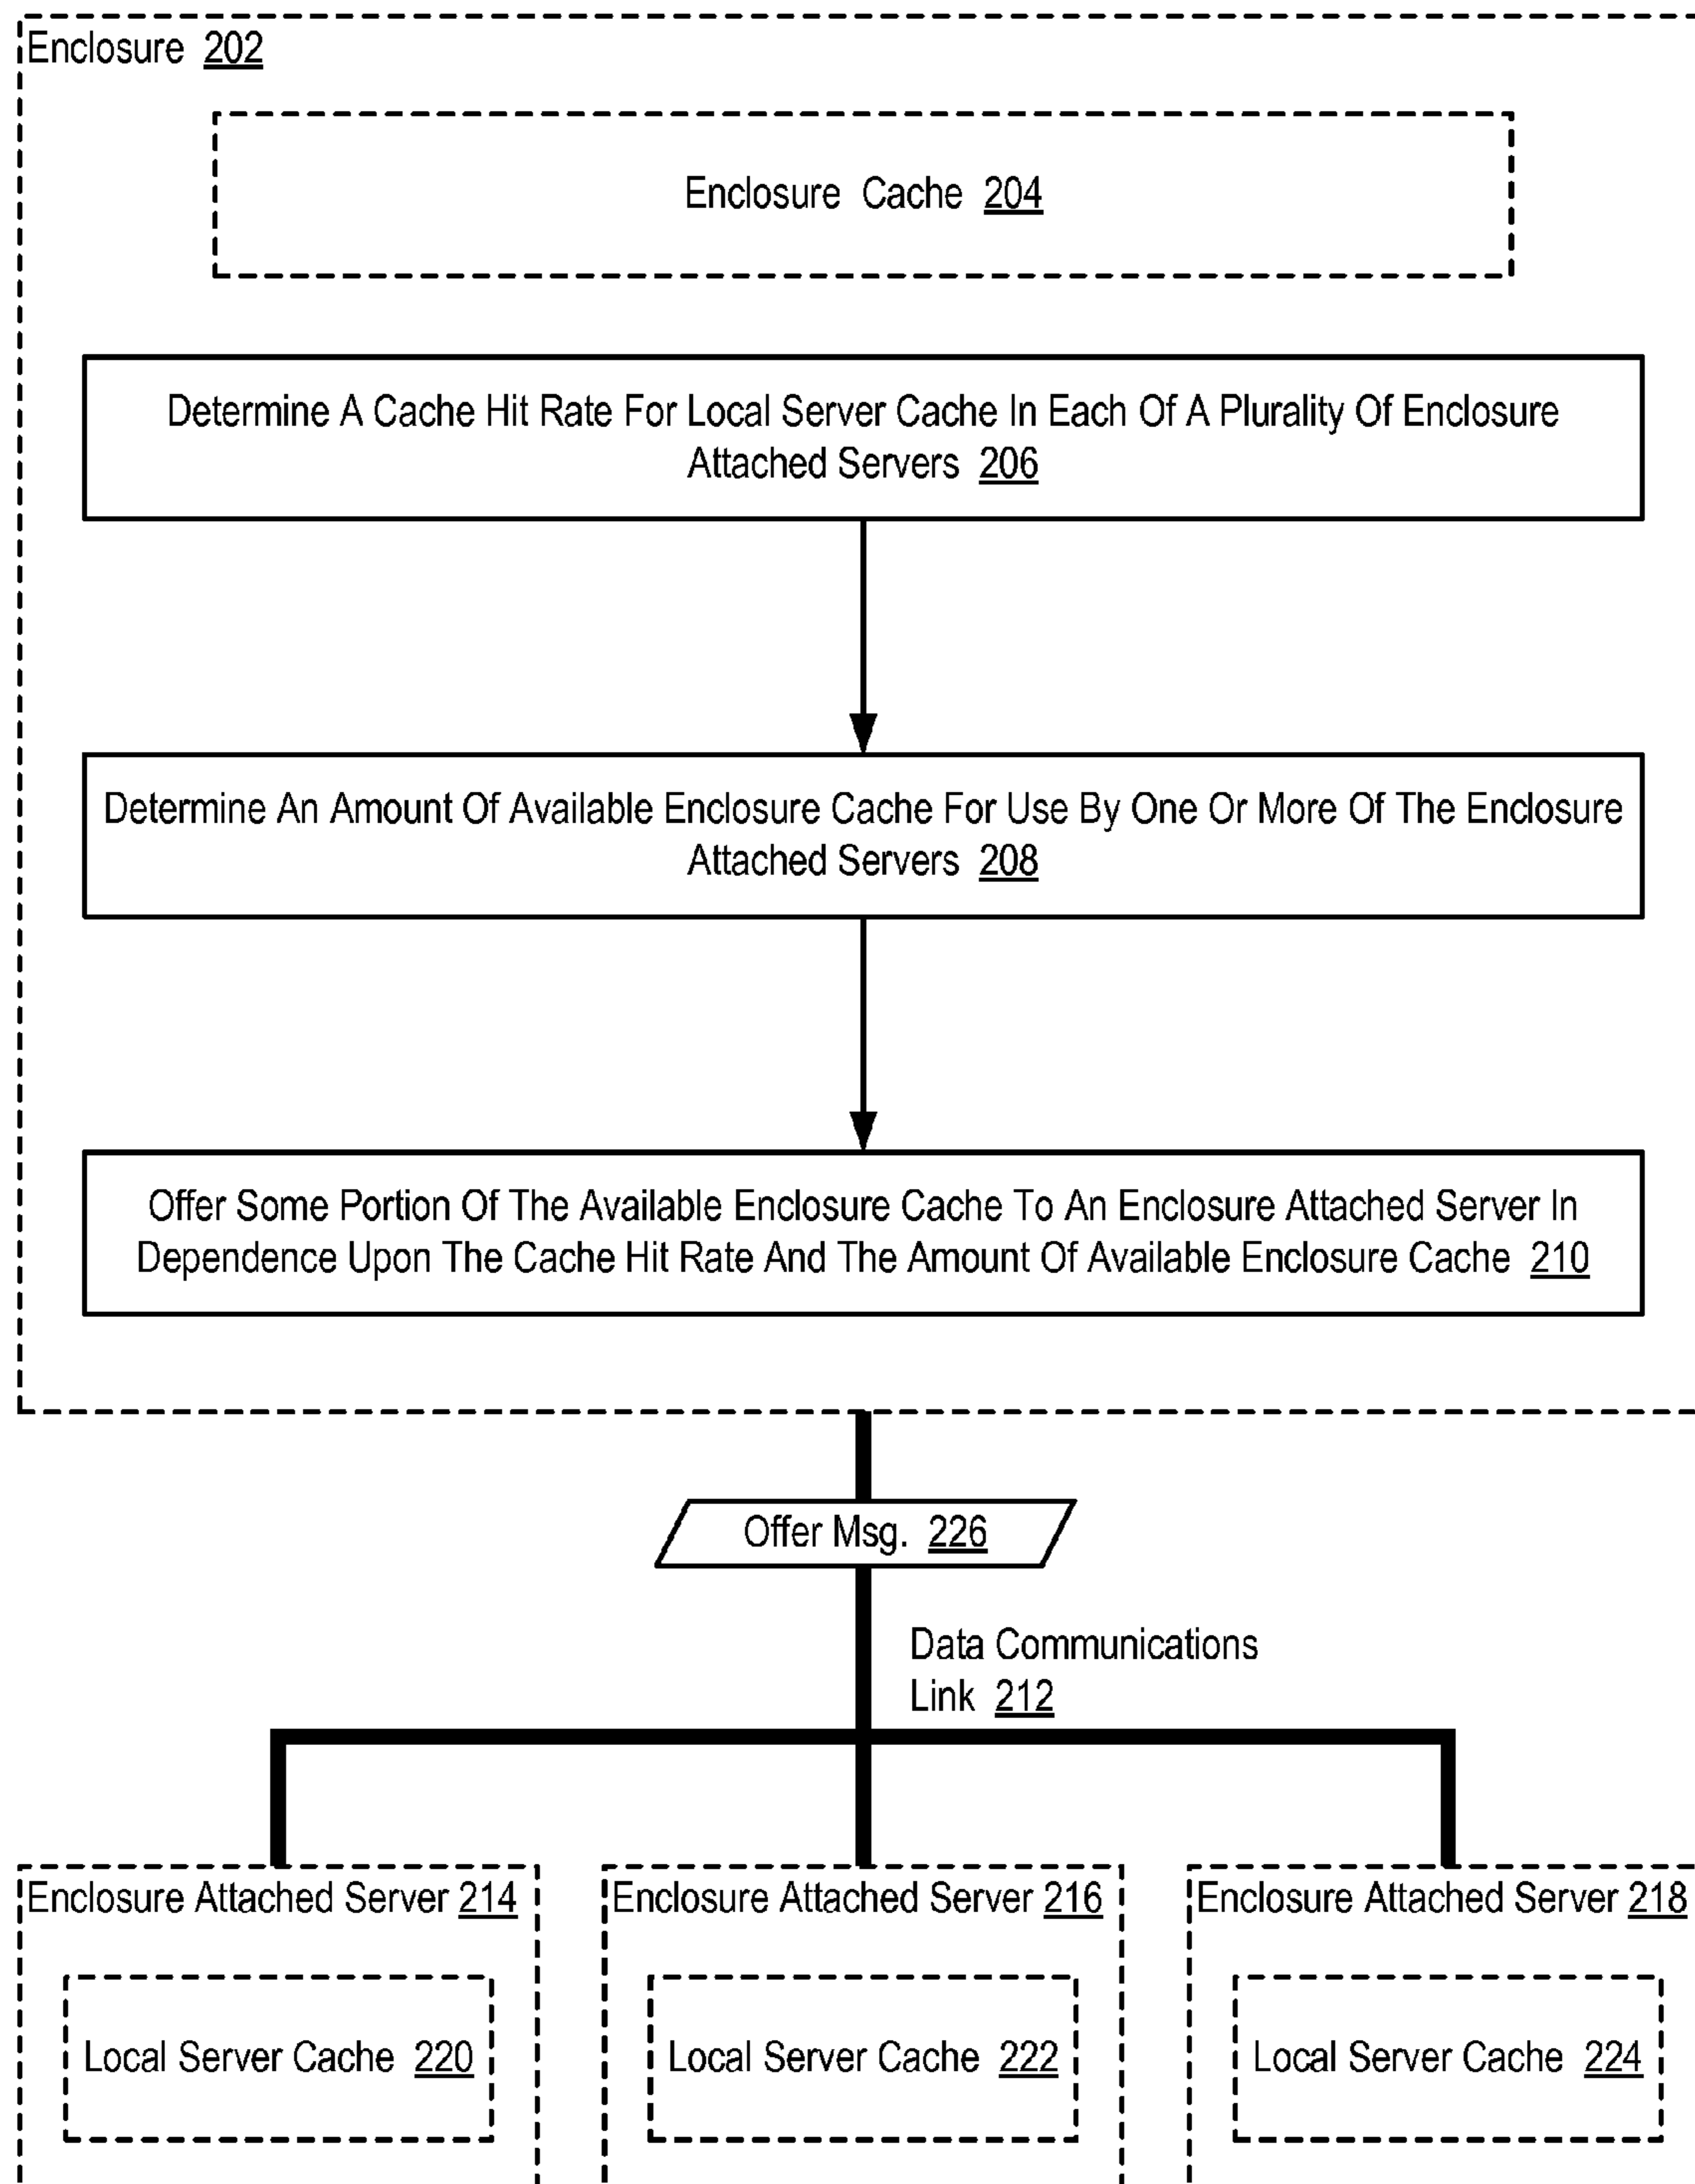 Enclosure 202
Enclosure Cache 204
Determine A Cache Hit Rate For Local Server Cache In Each Of A Plurality Of Enclosure
Attached Servers 206
Determine An Amount Of Available Enclosure Cache For Use By One Or More Of The Enclosure
Attached Servers 208
Offer Some Portion Of The Available Enclosure Cache To An Enclosure Attached Server In
Dependence Upon The Cache Hit Rate And The Amount Of Available Enclosure Cache 210
Offer Msg. 226
Data Communications
Link 212
Enclosure Attached Server 214
Enclosure Attached Server 216
Enclosure Attached Server 218
Local Server Cache 220
Local Server Cache 222
Local Server Cache 224